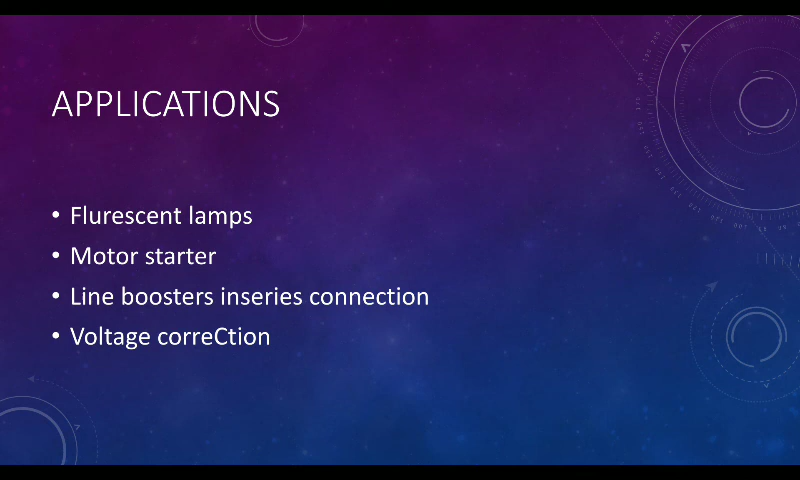 APPLICATIONS
• Flurescent lamps
• Motor starter
• Line boosters inseries connection
• Voltage correCtion